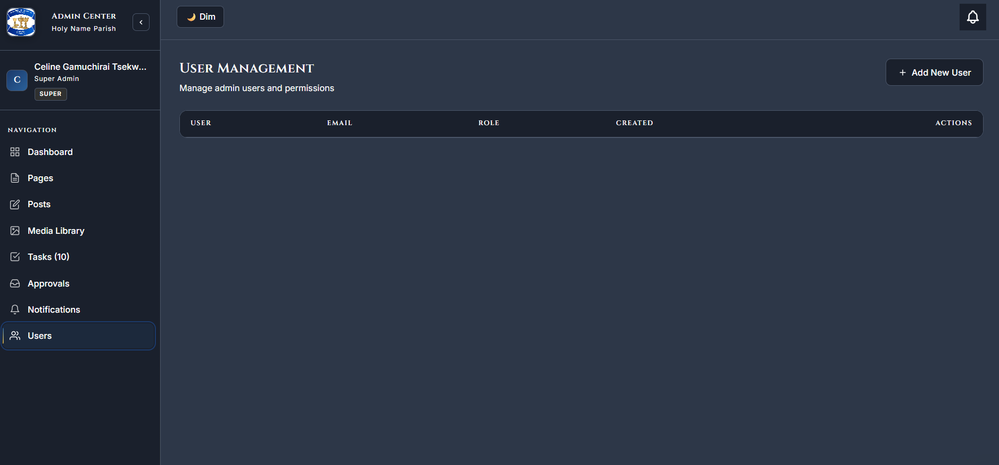 Admin Center
Holy Name Parish
Dim
C
Celine Gamuchirai Tsekw...
Super Admin
SUPER
NAVIGATION
Dashboard
Pages
Posts
Media Library
Tasks (10)
Approvals
Notifications
Users
User Management
Manage admin users and permissions
+ Add New User
USER EMAIL ROLE CREATED ACTIONS